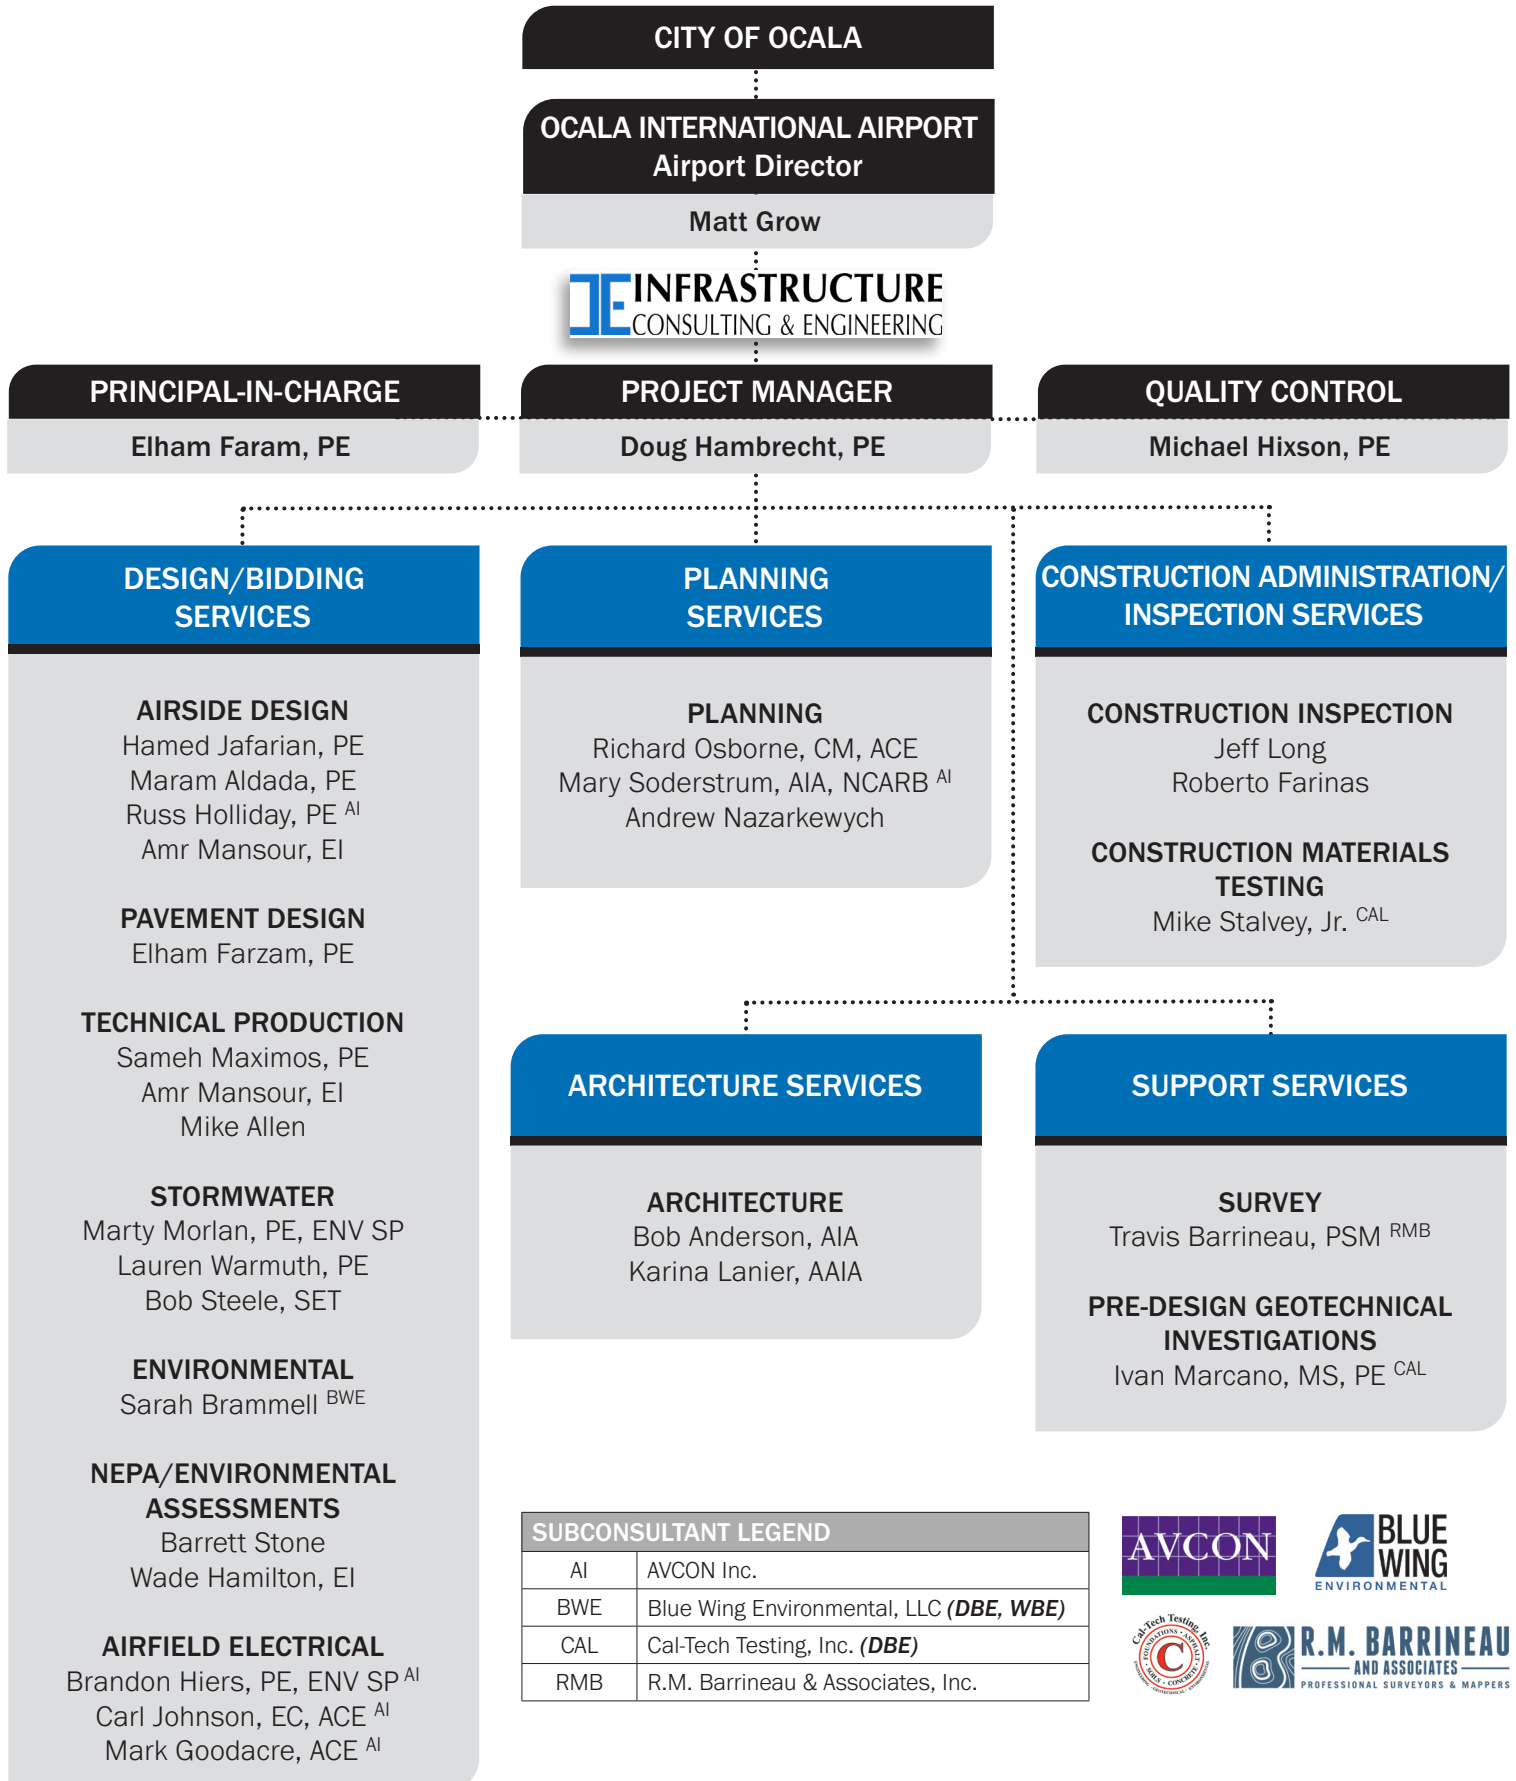 CITY OF OCALA
OCALA INTERNATIONAL AIRPORT
Airport Director
Matt Grow
INFRASTRUCTURE
CONSULTING & ENGINEERING
PRINCIPAL-IN-CHARGE
Elham Faram, PE
PROJECT MANAGER
Doug Hambrecht, PE
QUALITY CONTROL
Michael Hixson, PE
DESIGN/BIDDING
SERVICES
AIRSIDE DESIGN
Hamed Jafarian, PE
Maram Aldada, PE
Russ Holliday, PE AI
Amr Mansour, EI
PAVEMENT DESIGN
Elham Farzam, PE
TECHNICAL PRODUCTION
Sameh Maximos, PE
Amr Mansour, EI
Mike Allen
STORMWATER
Marty Morlan, PE, ENV SP
Lauren Warmuth, PE
Bob Steele, SET
ENVIRONMENTAL
Sarah Brammell BWE
NEPA/ENVIRONMENTAL
ASSESSMENTS
Barrett Stone
Wade Hamilton, EI
AIRFIELD ELECTRICAL
Brandon Hiers, PE, ENV SP AI
Carl Johnson, EC, ACE AI
Mark Goodacre, ACE AI
PLANNING
SERVICES
PLANNING
Richard Osborne, CM, ACE
Mary Soderstrum, AIA, NCARB AI
Andrew Nazarkewych
CONSTRUCTION ADMINISTRATION/
INSPECTION SERVICES
CONSTRUCTION INSPECTION
Jeff Long
Roberto Farinas
CONSTRUCTION MATERIALS
TESTING
Mike Stalvey, Jr. CAL
ARCHITECTURE SERVICES
ARCHITECTURE
Bob Anderson, AIA
Karina Lanier, AAIA
SUPPORT SERVICES
SURVEY
Travis Barrineau, PSM RMB
PRE-DESIGN GEOTECHNICAL
INVESTIGATIONS
Ivan Marcano, MS, PE CAL
SUBCONSULTANT LEGEND
AI AVCON Inc.
BWE Blue Wing Environmental, LLC (DBE, WBE)
CAL Cal-Tech Testing, Inc. (DBE)
RMB R.M. Barrineau & Associates, Inc.
AVCON
BLUE
WING
ENVIRONMENTAL
Cal-Tech Testing, Inc.
FOUNDATIONS • ASPHALT
SOILS • CONCRETE
C
R.M. BARRINEAU
AND ASSOCIATES
PROFESSIONAL SURVEYORS & MAPPERS